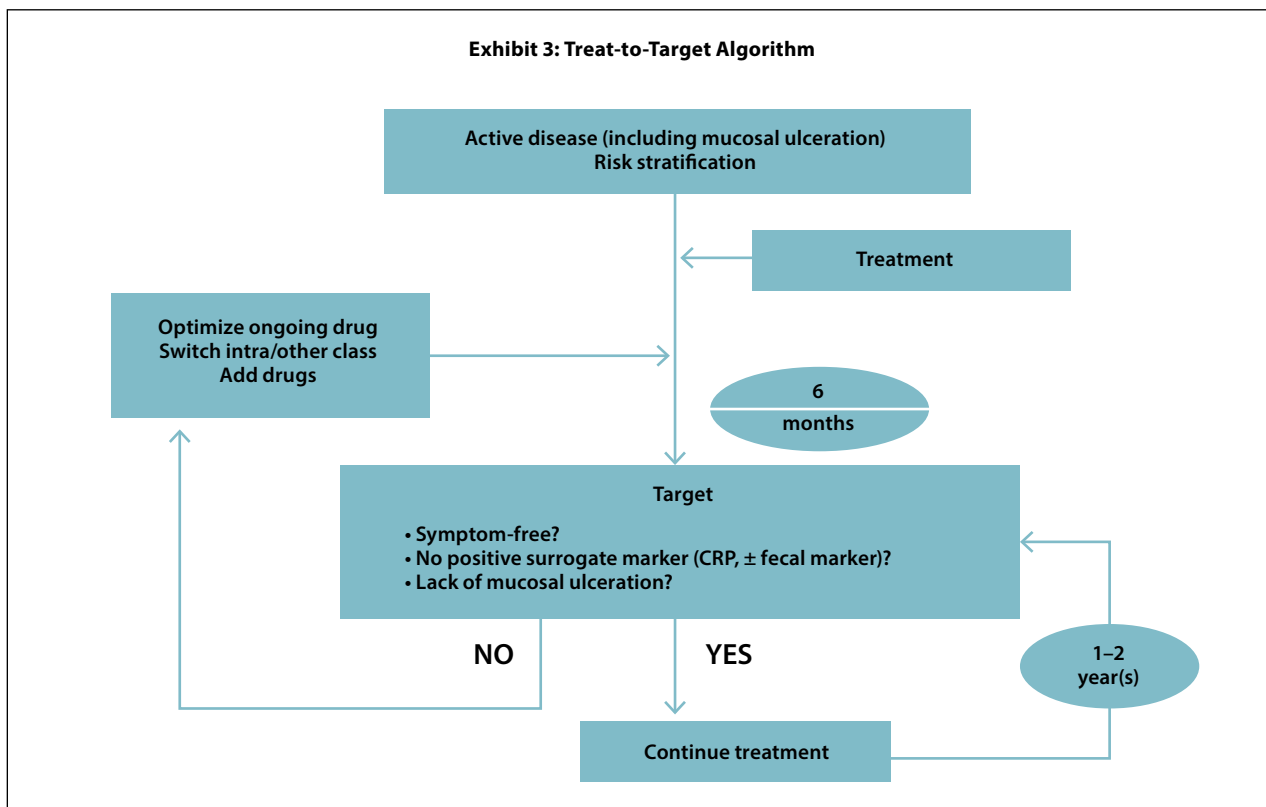 Exhibit 3: Treat-to-Target Algorithm
Active disease (including mucosal ulceration)
Risk stratification
Treatment
Optimize ongoing drug
Switch intra/other class
Add drugs
6
months
Target
• Symptom-free?
• No positive surrogate marker (CRP, ± fecal marker)?
• Lack of mucosal ulceration?
NO
YES
1–2
year(s)
Continue treatment